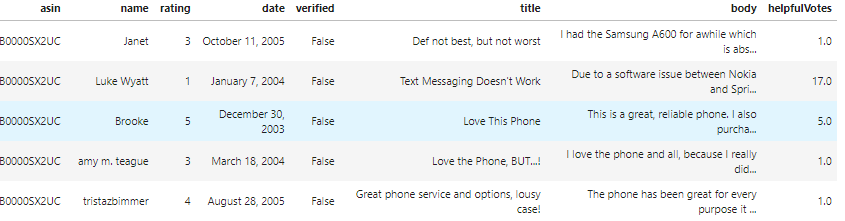 asin name rating date verified title body helpfulVotes
B0000SX2UC Janet 3 October 11, 2005 False Def not best, but not worst I had the Samsung A600 for awhile which is abs... 1.0
B0000SX2UC Luke Wyatt 1 January 7, 2004 False Text Messaging Doesn't Work Due to a software issue between Nokia and Spri... 17.0
B0000SX2UC Brooke 5 December 30, 2003 False Love This Phone This is a great, reliable phone. I also purcha... 5.0
B0000SX2UC amy m. teague 3 March 18, 2004 False Love the Phone, BUT...! I love the phone and all, because I really did... 1.0
B0000SX2UC tristazbimmer 4 August 28, 2005 False Great phone service and options, lousy case! The phone has been great for every purpose it ... 1.0